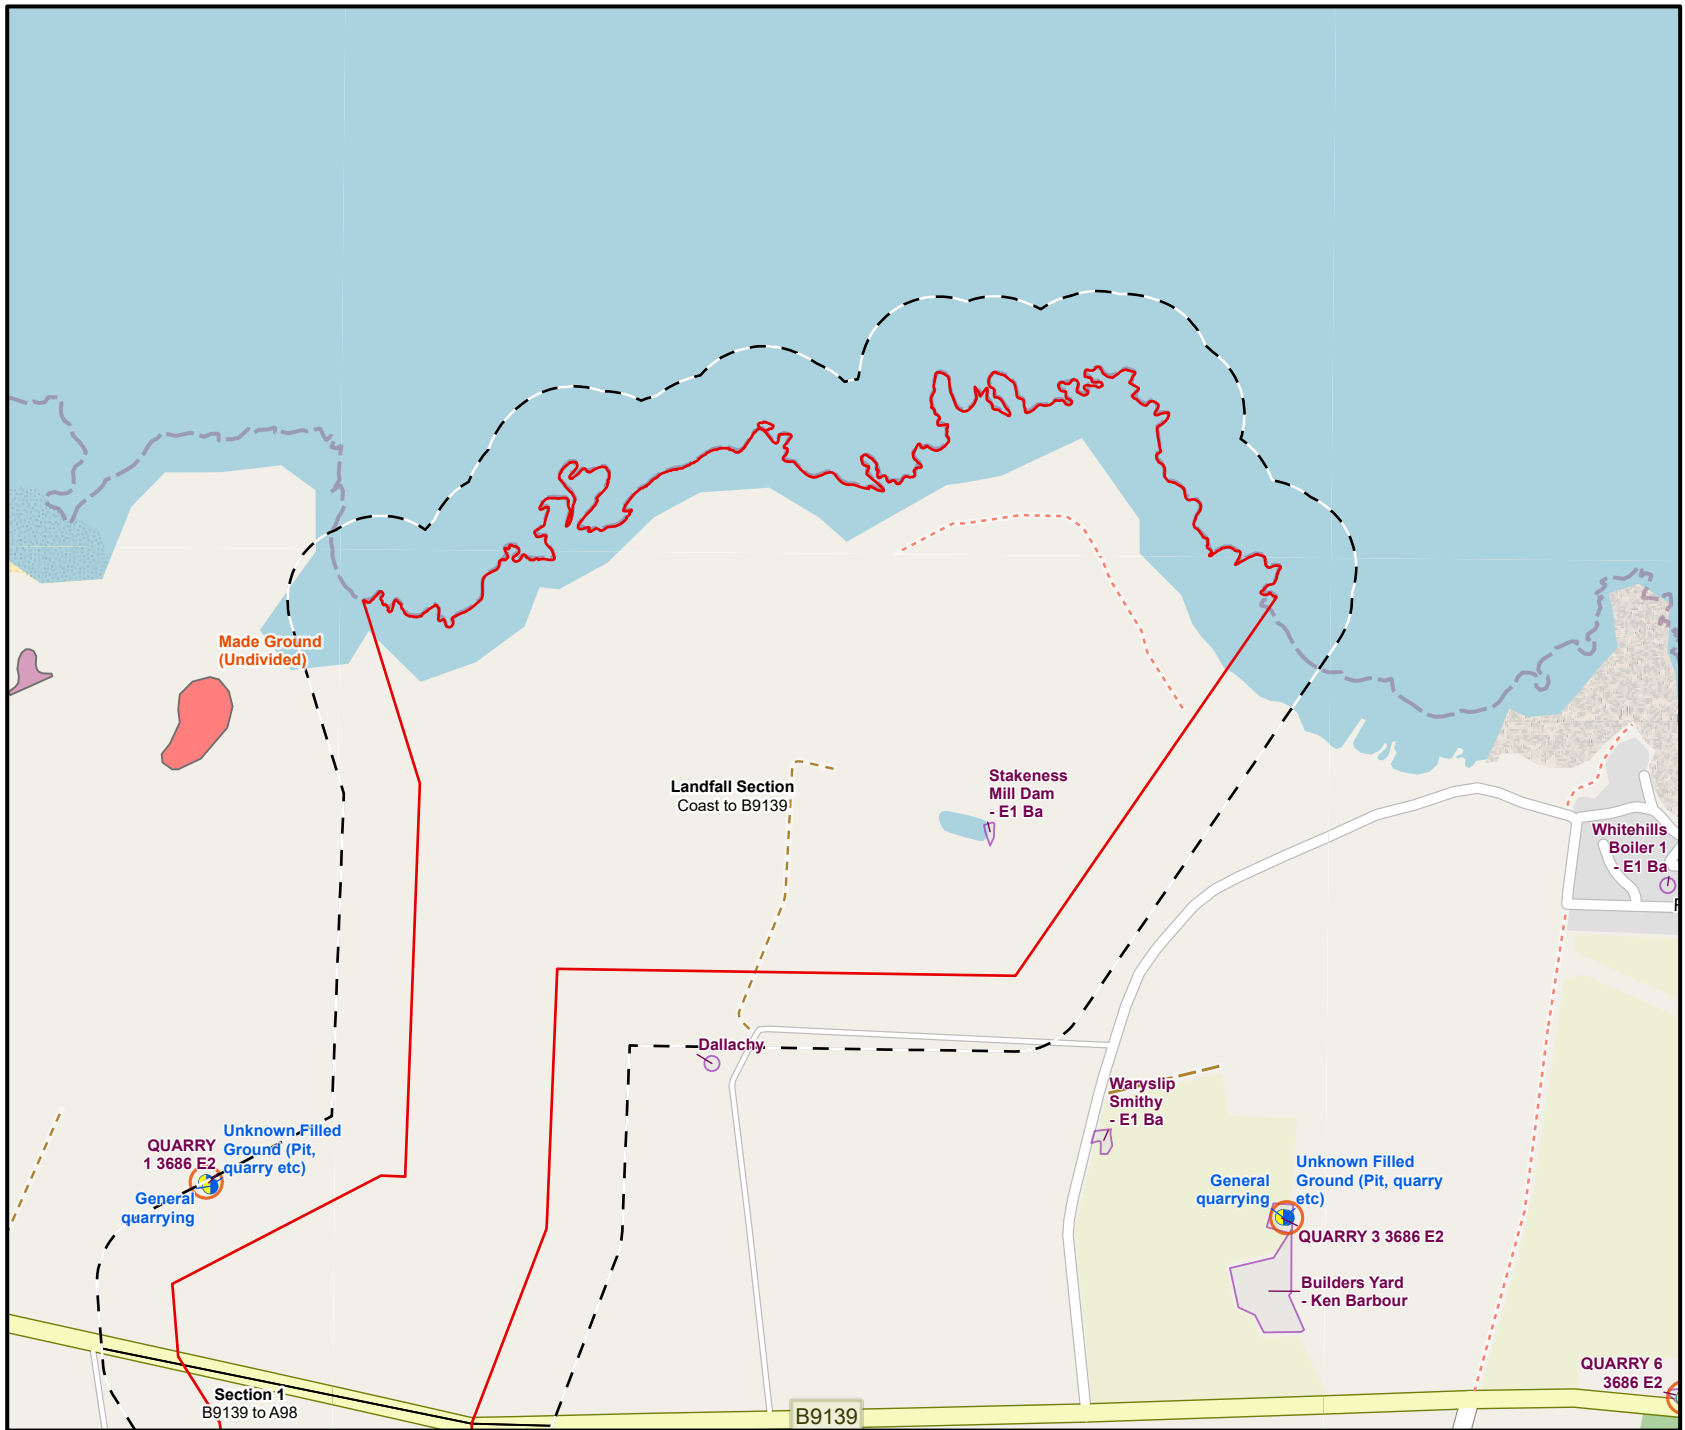 Made Ground
(Undivided)
Landfall Section
Coast to B9139
Stakeness
Mill Dam
- E1 Ba
Whitehills
Boiler 1
- E1 Ba
Dallachy
Waryslip
Smithy
- E1 Ba
QUARRY
1 3686 E2
Unknown Filled
Ground (Pit,
quarry etc)
General
quarrying
Unknown Filled
Ground (Pit, quarry
etc)
General
quarrying
QUARRY 3 3686 E2
Builders Yard
- Ken Barbour
QUARRY 6
3686 E2
Section 1
B9139 to A98
B9139